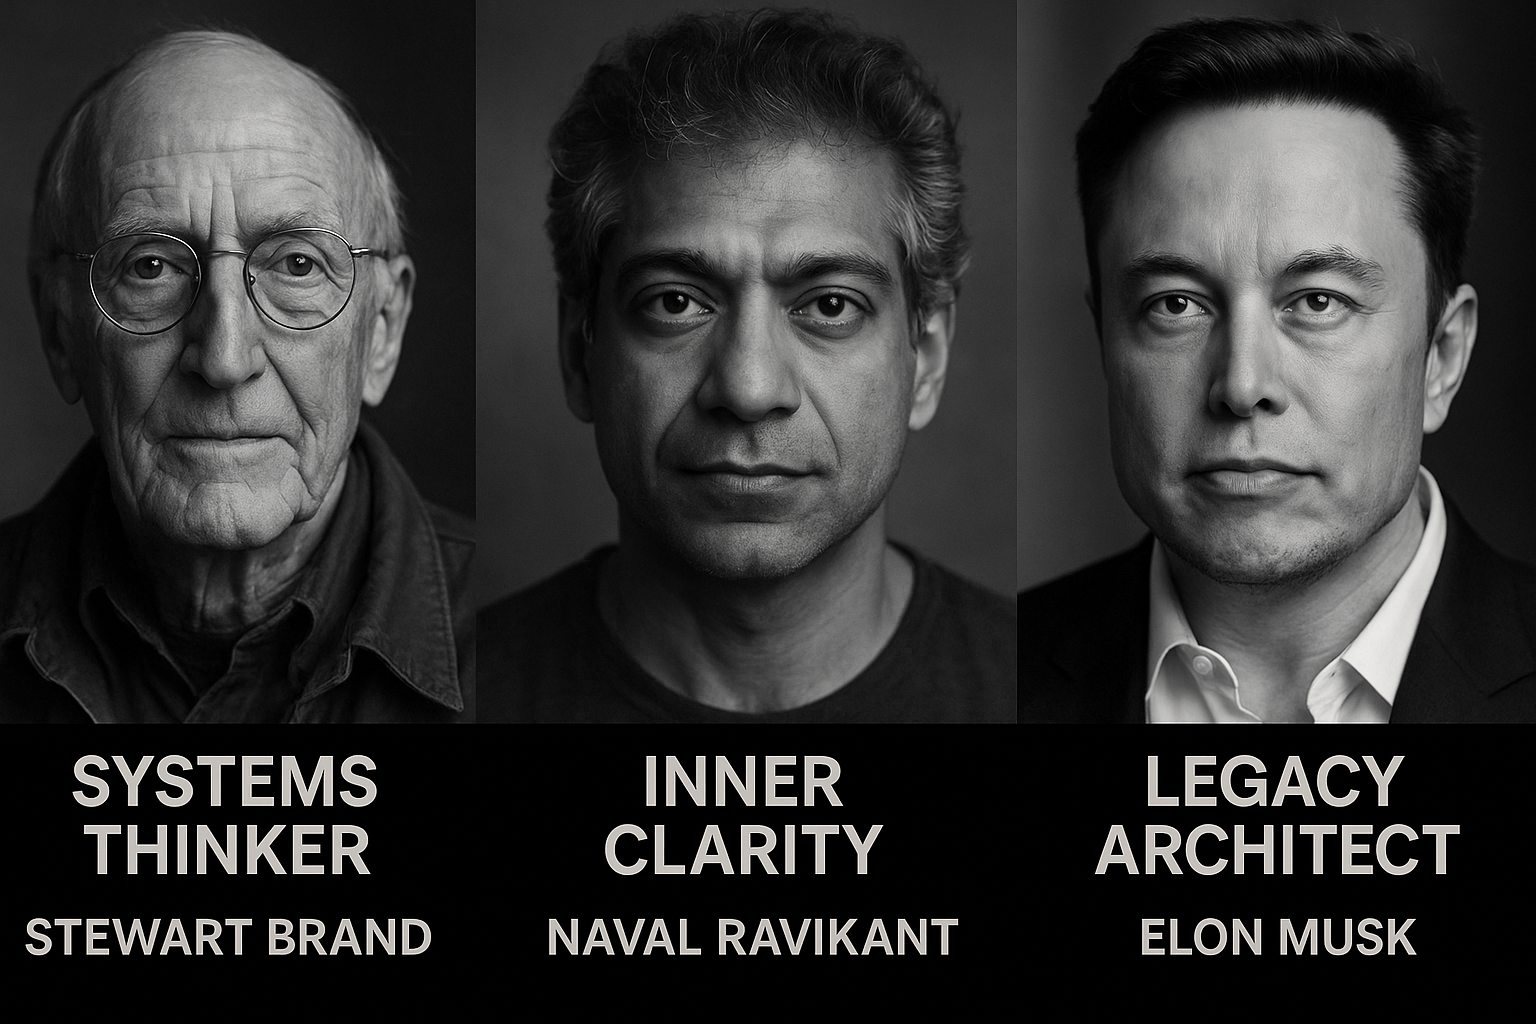 SYSTEMS
THINKER
STEWART BRAND
INNER
CLARITY
NAVAL RAVIKANT
LEGACY
ARCHITECT
ELON MUSK